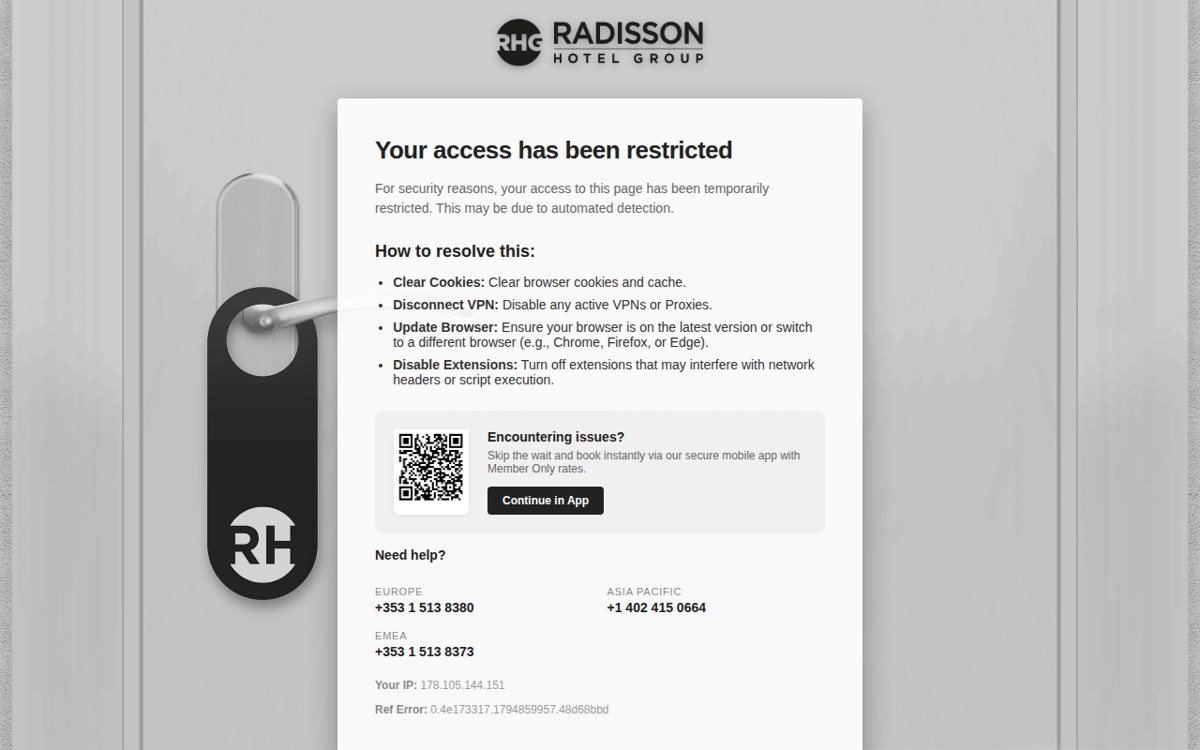 RHG RADISSON
HOTEL GROUP
Your access has been restricted
For security reasons, your access to this page has been temporarily
restricted. This may be due to automated detection.
How to resolve this:
• Clear Cookies: Clear browser cookies and cache.
• Disconnect VPN: Disable any active VPNs or Proxies.
• Update Browser: Ensure your browser is on the latest version or switch
to a different browser (e.g., Chrome, Firefox, or Edge).
• Disable Extensions: Turn off extensions that may interfere with network
headers or script execution.
Encountering issues?
Skip the wait and book instantly via our secure mobile app with
Member Only rates.
Continue in App
RH
Need help?
EUROPE
+353 1 513 8380
ASIA PACIFIC
+1 402 415 0664
EMEA
+353 1 513 8373
Your IP: 178.105.144.151
Ref Error: 0.4e173317.1794859957.48d68bbd